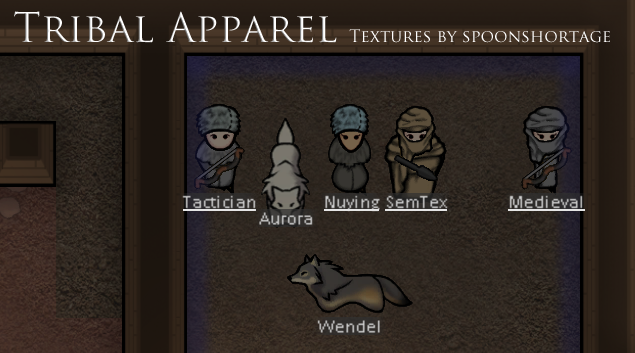 Tribal Apparel Textures by spoonshortage
Tactician
Aurora
Nuying
SemTex
Medieval
Wendel